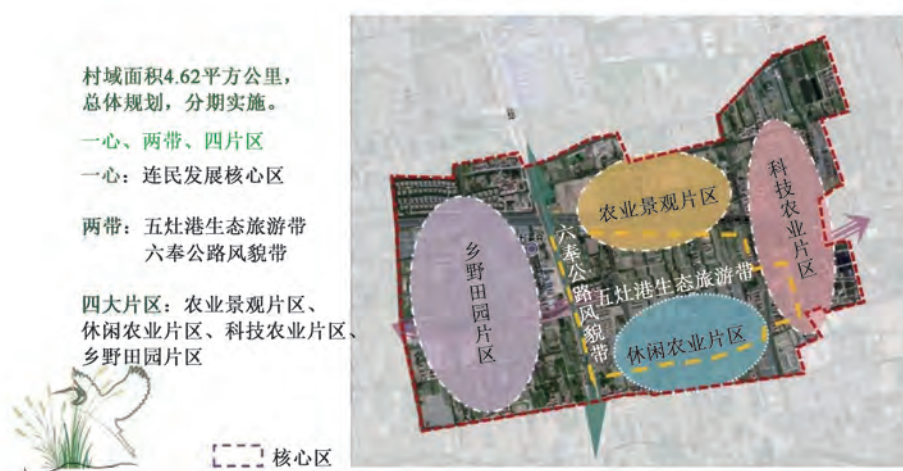 村域面积4.62平方公里，
总体规划，分期实施。
一心、两带、四片区
一心：连民发展核心区
两带：五灶港生态旅游带
六奉公路风貌带
四大片区：农业景观片区、
休闲农业片区、科技农业片区、
乡野田园片区
核心区
乡野田园片区
农业景观片区
科技农业片区
六奉公路风貌带
五灶港生态旅游带
休闲农业片区